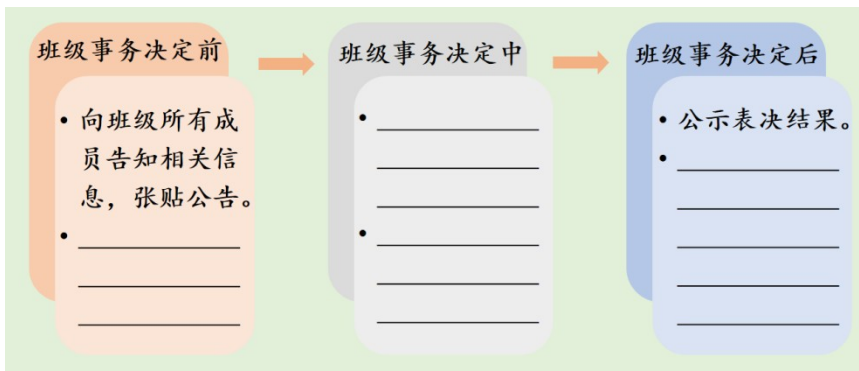 班级事务决定前
• 向班级所有成
员告知相关信
息，张贴公告。
•
班级事务决定中
•
•
班级事务决定后
• 公示表决结果。
•